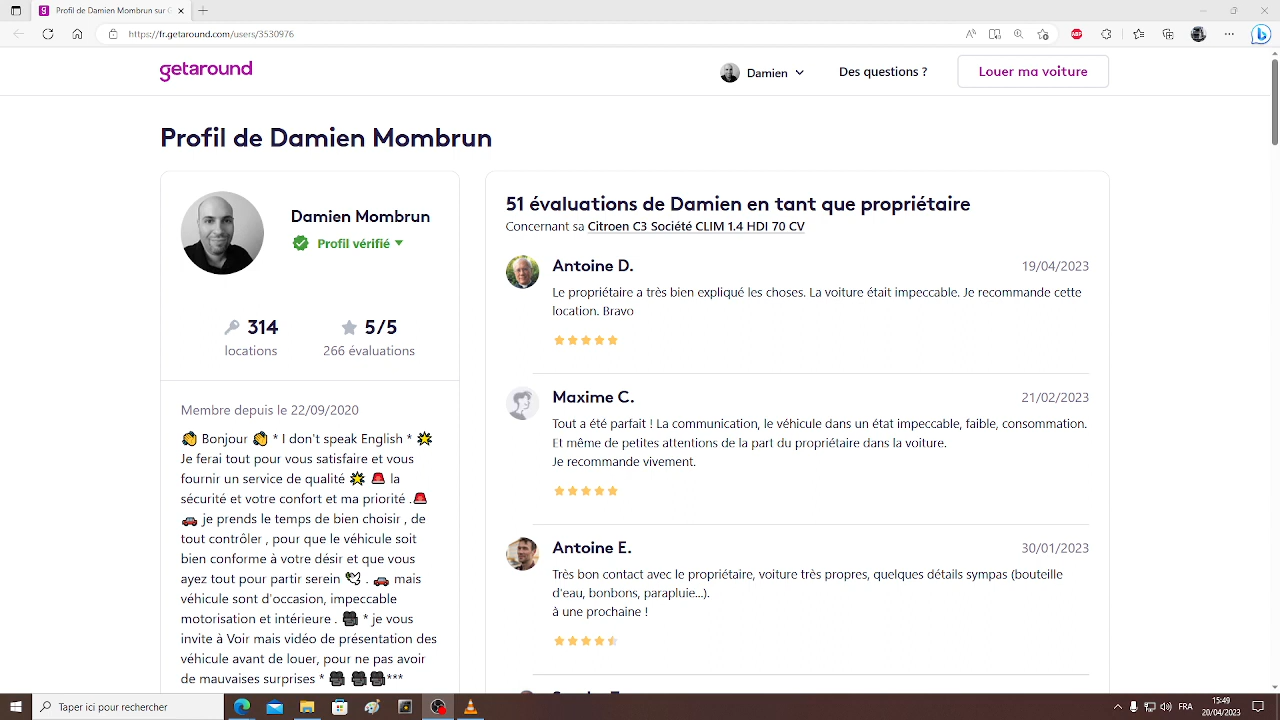 Profil de Damien Mombrun sur G
https://fr.getaround.com/users/3530976
getaround
Damien
Des questions ?
Louer ma voiture
Profil de Damien Mombrun
Damien Mombrun
Profil vérifié
314
locations
5/5
266 évaluations
Membre depuis le 22/09/2020
👋 Bonjour 👋 * I don't speak English * 🌟
Je ferai tout pour vous satisfaire et vous
fournir un service de qualité 🌟 🚨 la
sécurité et votre confort et ma priorité .🚨
🚗 je prends le temps de bien choisir , de
tout contrôler , pour que le véhicule soit
bien conforme à votre désir et que vous
ayez tout pour partir serein 🕊 . 🚗 mais
véhicule sont d'occasion, impeccable
motorisation et intérieure . 🎥 * je vous
invite à Voir mais vidéo de présentation des
véhicule avant de louer, pour ne pas avoir
de mauvaises surprises * 🎥 🎥🎥***
51 évaluations de Damien en tant que propriétaire
Concernant sa Citroen C3 Société CLIM 1.4 HDI 70 CV
Antoine D.
19/04/2023
Le propriétaire a très bien expliqué les choses. La voiture était impeccable. Je recommande cette
location. Bravo
Maxime C.
21/02/2023
Tout a été parfait ! La communication, le véhicule dans un état impeccable, faible, consommation.
Et même de petites attentions de la part du propriétaire dans la voiture.
Je recommande vivement.
Antoine E.
30/01/2023
Très bon contact avec le propriétaire, voiture très propres, quelques détails sympas (bouteille
d'eau, bonbons, parapluie...).
à une prochaine !
Taper ici pour rechercher
FRA
15:49
20/04/2023